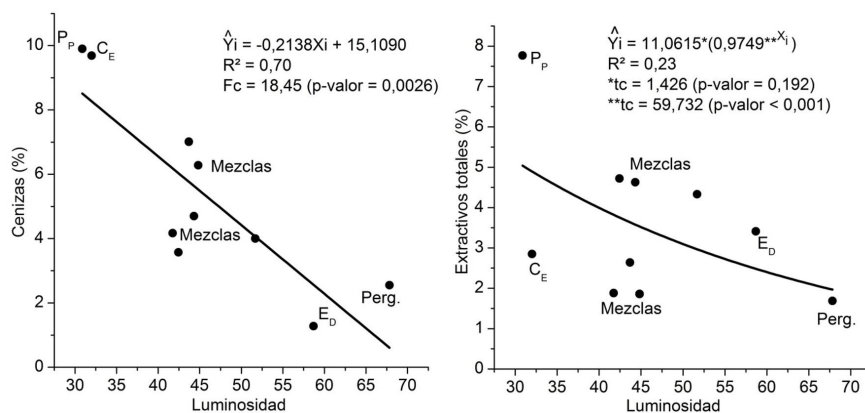 Ŷi = -0,2138Xi + 15,1090
R² = 0,70
Fc = 18,45 (p-valor = 0,0026)
P_P
C_E
Mezclas
Mezclas
E_D
Perg.
Cenizas (%)
10
8
6
4
2
0
30 35 40 45 50 55 60 65 70
Luminosidad
Ŷi = 11,0615*(0,9749**^Xi)
R² = 0,23
*tc = 1,426 (p-valor = 0,192)
**tc = 59,732 (p-valor < 0,001)
P_P
Mezclas
C_E
E_D
Mezclas
Perg.
Extractivos totales (%)
8
7
6
5
4
3
2
1
0
30 35 40 45 50 55 60 65 70
Luminosidad